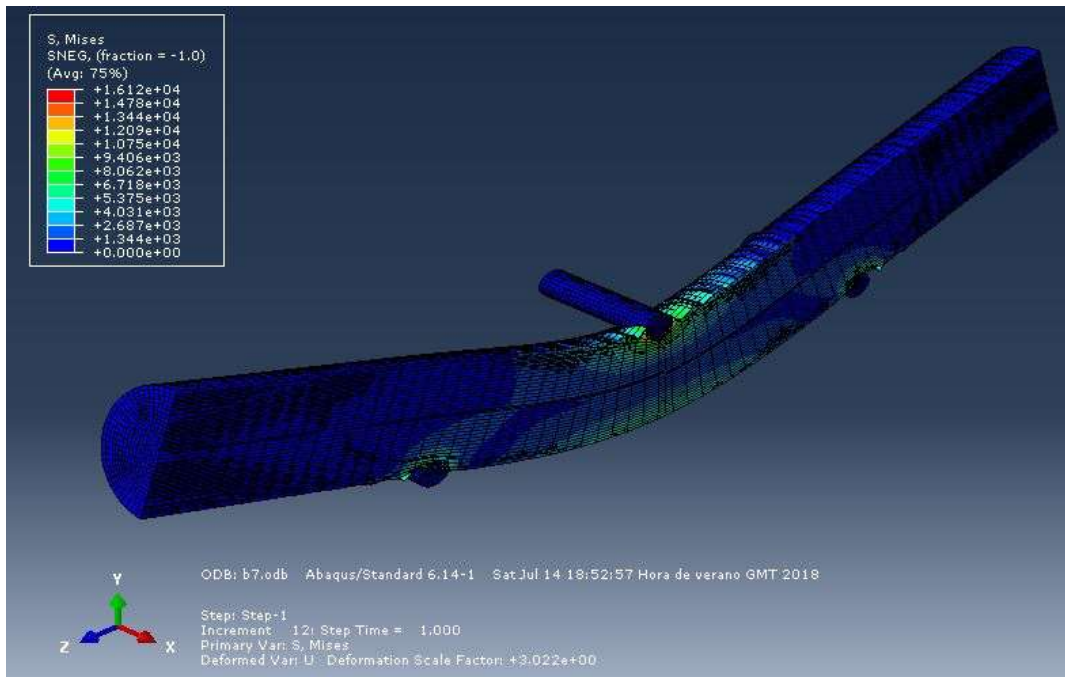 S, Mises
SNEG, (fraction = -1.0)
(Avg: 75%)
+1.612e+04
+1.478e+04
+1.344e+04
+1.209e+04
+1.075e+04
+9.406e+03
+8.062e+03
+6.718e+03
+5.375e+03
+4.031e+03
+2.687e+03
+1.344e+03
+0.000e+00
ODB: b7.odb Abaqus/Standard 6.14-1 Sat Jul 14 18:52:57 Hora de verano GMT 2018
Y
Z
X
Step: Step-1
Increment 12: Step Time = 1.000
Primary Var: S, Mises
Deformed Var: U Deformation Scale Factor: +3.022e+00